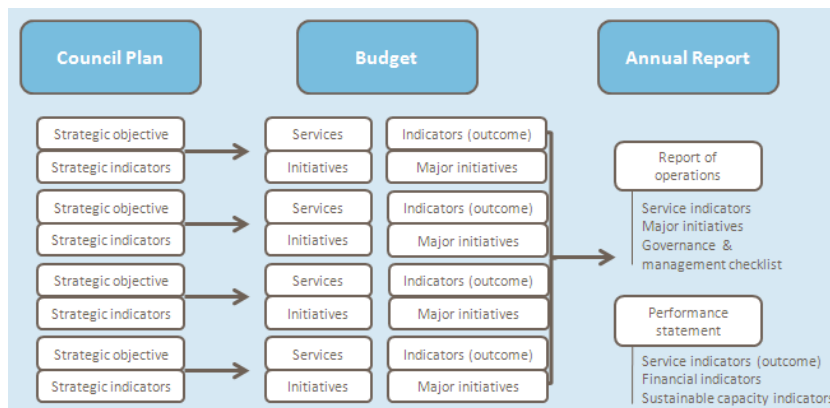 Council Plan
Budget
Annual Report
Strategic objective
Strategic indicators
Services
Initiatives
Indicators (outcome)
Major initiatives
Strategic objective
Strategic indicators
Services
Initiatives
Indicators (outcome)
Major initiatives
Strategic objective
Strategic indicators
Services
Initiatives
Indicators (outcome)
Major initiatives
Strategic objective
Strategic indicators
Services
Initiatives
Indicators (outcome)
Major initiatives
Report of
operations
Service indicators
Major initiatives
Governance &
management checklist
Performance
statement
Service indicators (outcome)
Financial indicators
Sustainable capacity indicators